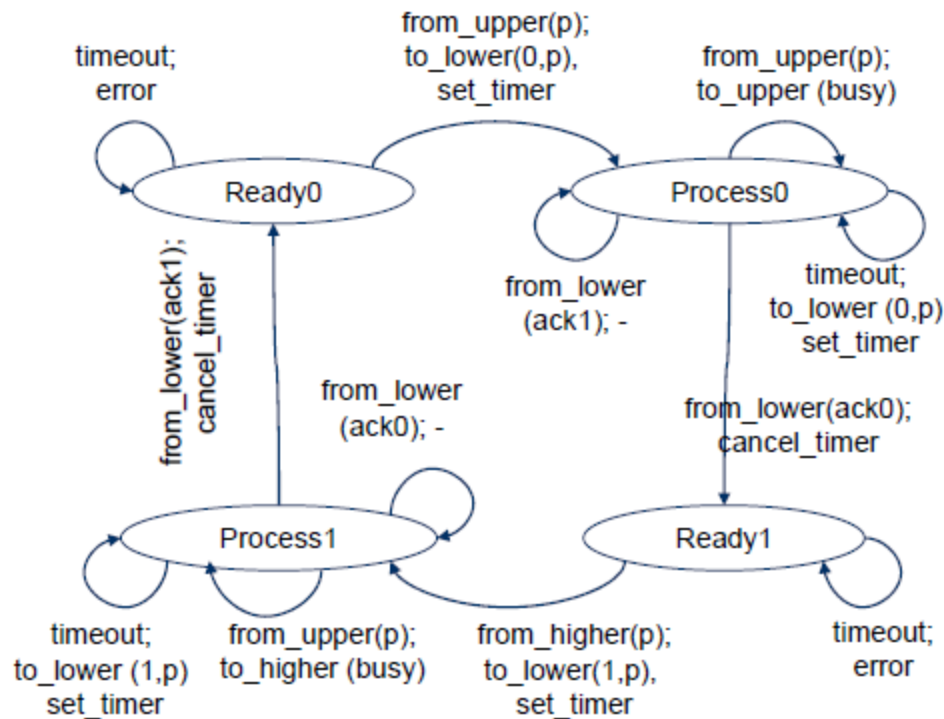 from_upper(p);
to_lower(0,p),
set_timer
timeout;
error
from_upper(p);
to_upper (busy)
Ready0
Process0
from_lower
(ack1); -
timeout;
to_lower (0,p)
set_timer
from_lower(ack1);
cancel_timer
from_lower
(ack0); -
from_lower(ack0);
cancel_timer
Process1
Ready1
timeout;
to_lower (1,p)
set_timer
from_upper(p);
to_higher (busy)
from_higher(p);
to_lower(1,p),
set_timer
timeout;
error